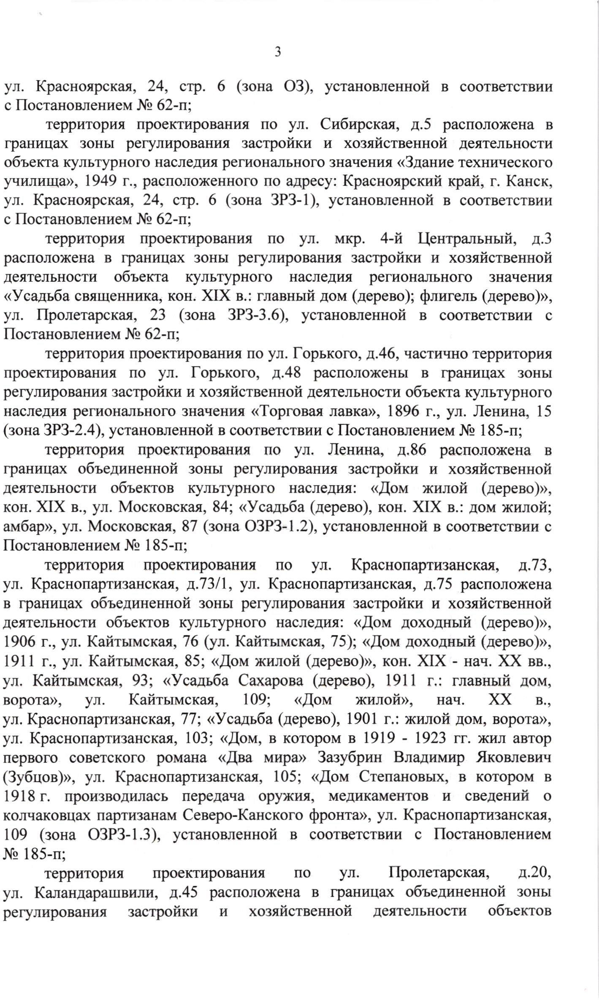 3
ул. Красноярская, 24, стр. 6 (зона ОЗ), установленной в соответствии
с Постановлением № 62-п;
территория проектирования по ул. Сибирская, д.5 расположена в
границах зоны регулирования застройки и хозяйственной деятельности
объекта культурного наследия регионального значения «Здание технического
училища», 1949 г., расположенного по адресу: Красноярский край, г. Канск,
ул. Красноярская, 24, стр. 6 (зона ЗРЗ-1), установленной в соответствии
с Постановлением № 62-п;
территория проектирования по ул. мкр. 4-й Центральный, д.3
расположена в границах зоны регулирования застройки и хозяйственной
деятельности объекта культурного наследия регионального значения
«Усадьба священника, кон. XIX в.: главный дом (дерево); флигель (дерево)»,
ул. Пролетарская, 23 (зона ЗРЗ-3.6), установленной в соответствии с
Постановлением № 62-п;
территория проектирования по ул. Горького, д.46, частично территория
проектирования по ул. Горького, д.48 расположены в границах зоны
регулирования застройки и хозяйственной деятельности объекта культурного
наследия регионального значения «Торговая лавка», 1896 г., ул. Ленина, 15
(зона ЗРЗ-2.4), установленной в соответствии с Постановлением № 185-п;
территория проектирования по ул. Ленина, д.86 расположена в
границах объединенной зоны регулирования застройки и хозяйственной
деятельности объектов культурного наследия: «Дом жилой (дерево)»,
кон. XIX в., ул. Московская, 84; «Усадьба (дерево), кон. XIX в.: дом жилой;
амбар», ул. Московская, 87 (зона ОЗРЗ-1.2), установленной в соответствии с
Постановлением № 185-п;
территория проектирования по ул. Краснопартизанская, д.73,
ул. Краснопартизанская, д.73/1, ул. Краснопартизанская, д.75 расположена
в границах объединенной зоны регулирования застройки и хозяйственной
деятельности объектов культурного наследия: «Дом доходный (дерево)»,
1906 г., ул. Кайтымская, 76 (ул. Кайтымская, 75); «Дом доходный (дерево)»,
1911 г., ул. Кайтымская, 85; «Дом жилой (дерево)», кон. XIX - нач. XX вв.,
ул. Кайтымская, 93; «Усадьба Сахарова (дерево), 1911 г.: главный дом,
ворота», ул. Кайтымская, 109; «Дом жилой», нач. XX в.,
ул. Краснопартизанская, 77; «Усадьба (дерево), 1901 г.: жилой дом, ворота»,
ул. Краснопартизанская, 103; «Дом, в котором в 1919 - 1923 гг. жил автор
первого советского романа «Два мира» Зазубрин Владимир Яковлевич
(Зубцов)», ул. Краснопартизанская, 105; «Дом Степановых, в котором в
1918 г. производилась передача оружия, медикаментов и сведений о
колчаковцах партизанам Северо-Канского фронта», ул. Краснопартизанская,
109 (зона ОЗРЗ-1.3), установленной в соответствии с Постановлением
№ 185-п;
территория проектирования по ул. Пролетарская, д.20,
ул. Каландарашвили, д.45 расположена в границах объединенной зоны
регулирования застройки и хозяйственной деятельности объектов